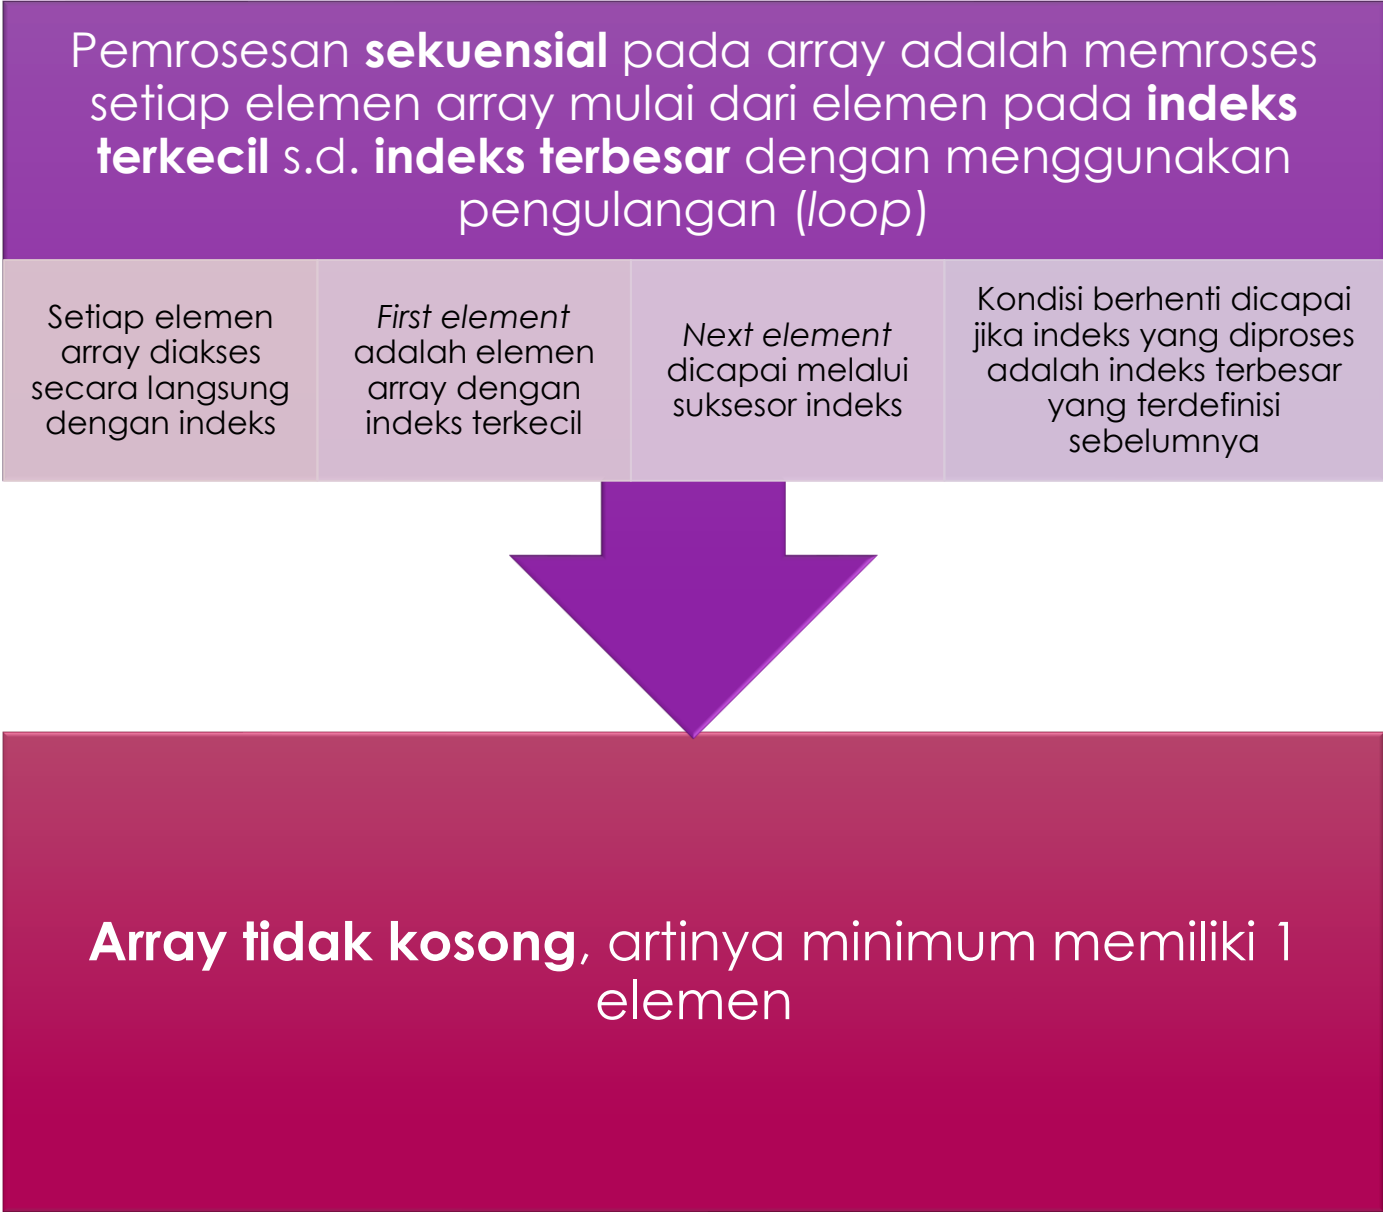 Pemrosesan sekuensial pada array adalah memroses
setiap elemen array mulai dari elemen pada indeks
terkecil s.d. indeks terbesar dengan menggunakan
pengulangan (loop)
Setiap elemen
array diakses
secara langsung
dengan indeks
First element
adalah elemen
array dengan
indeks terkecil
Next element
dicapai melalui
suksesor indeks
Kondisi berhenti dicapai
jika indeks yang diproses
adalah indeks terbesar
yang terdefinisi
sebelumnya
Array tidak kosong, artinya minimum memiliki 1
elemen